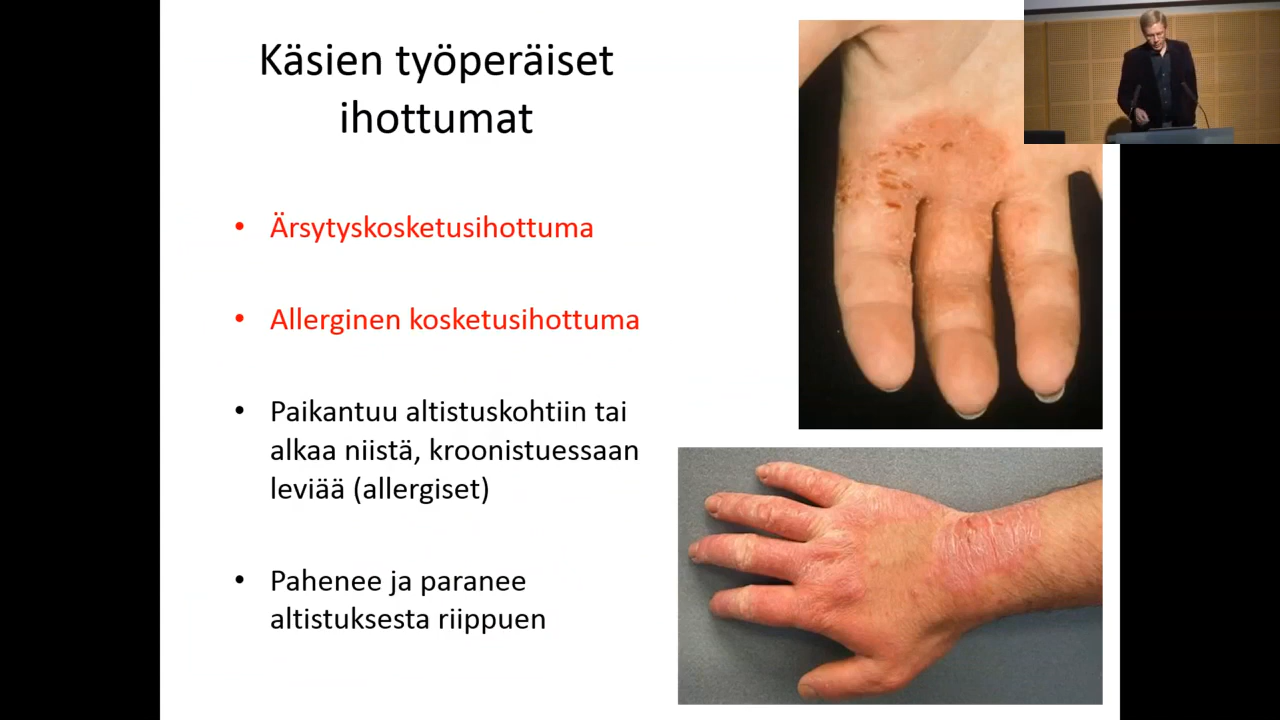 Käsien työperäiset
ihottumat
• Ärsytyskosketusihottuma
• Allerginen kosketusihottuma
• Paikantuu altistuskohtiin tai
alkaa niistä, kroonistuessaan
leviää (allergiset)
• Pahenee ja paranee
altistuksesta riippuen